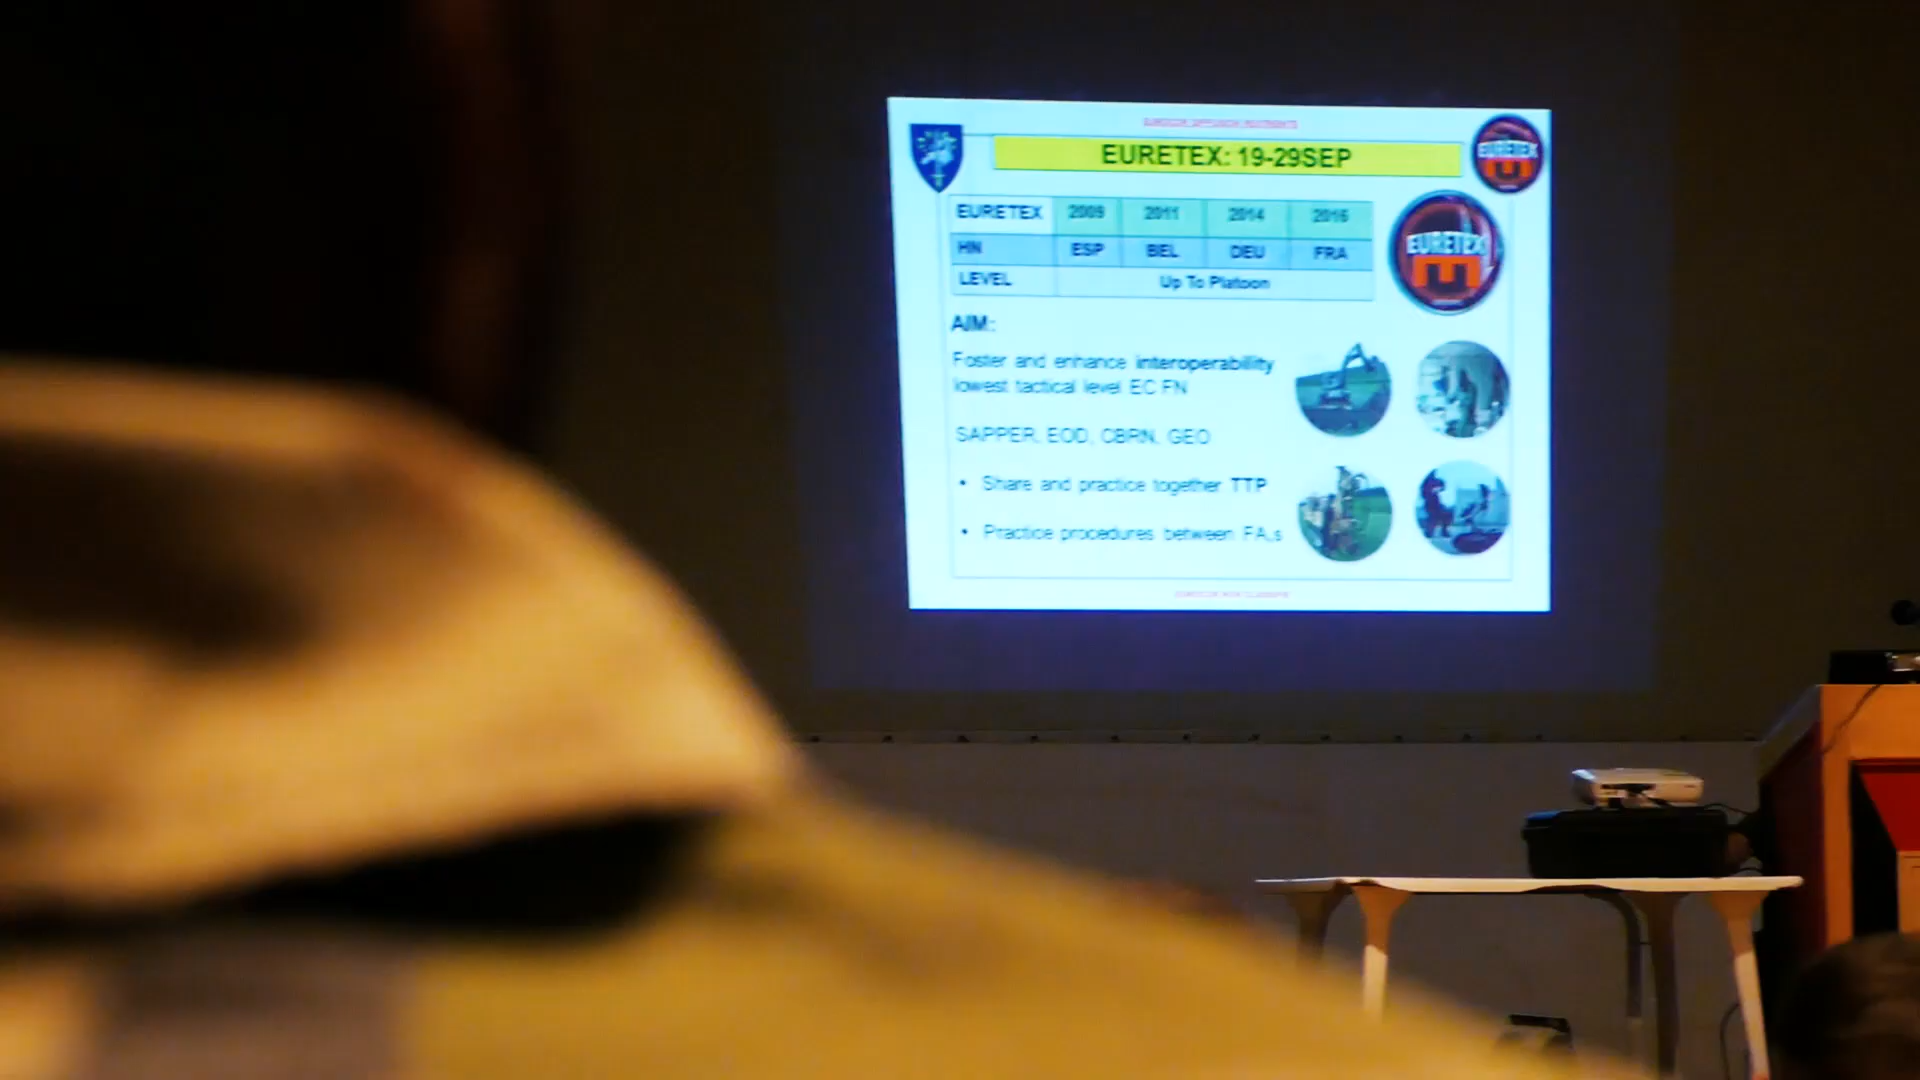 EURETEX: 19-29SEP
EURETEX
EURETEX 2009 2011 2014 2016
HN ESP BEL DEU FRA
LEVEL Up To Platoon
EURETEX
AIM:
Foster and enhance interoperability
lowest tactical level EC FN
SAPPER, EOD, CBRN, GEO
• Share and practice together TTP
• Practice procedures between FA,s